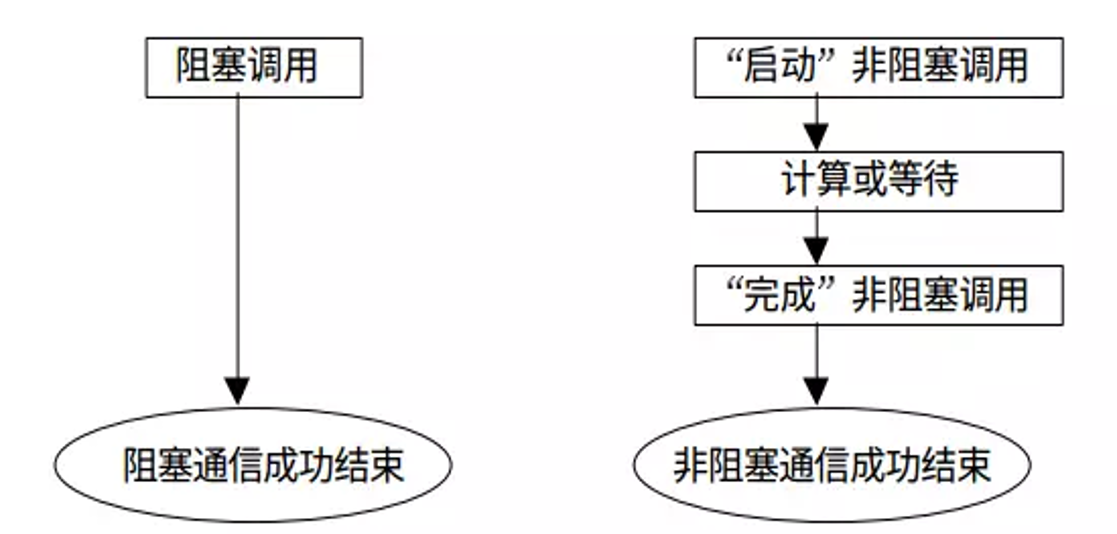 阻塞调用
阻塞通信成功结束
“启动”非阻塞调用
计算或等待
“完成”非阻塞调用
非阻塞通信成功结束